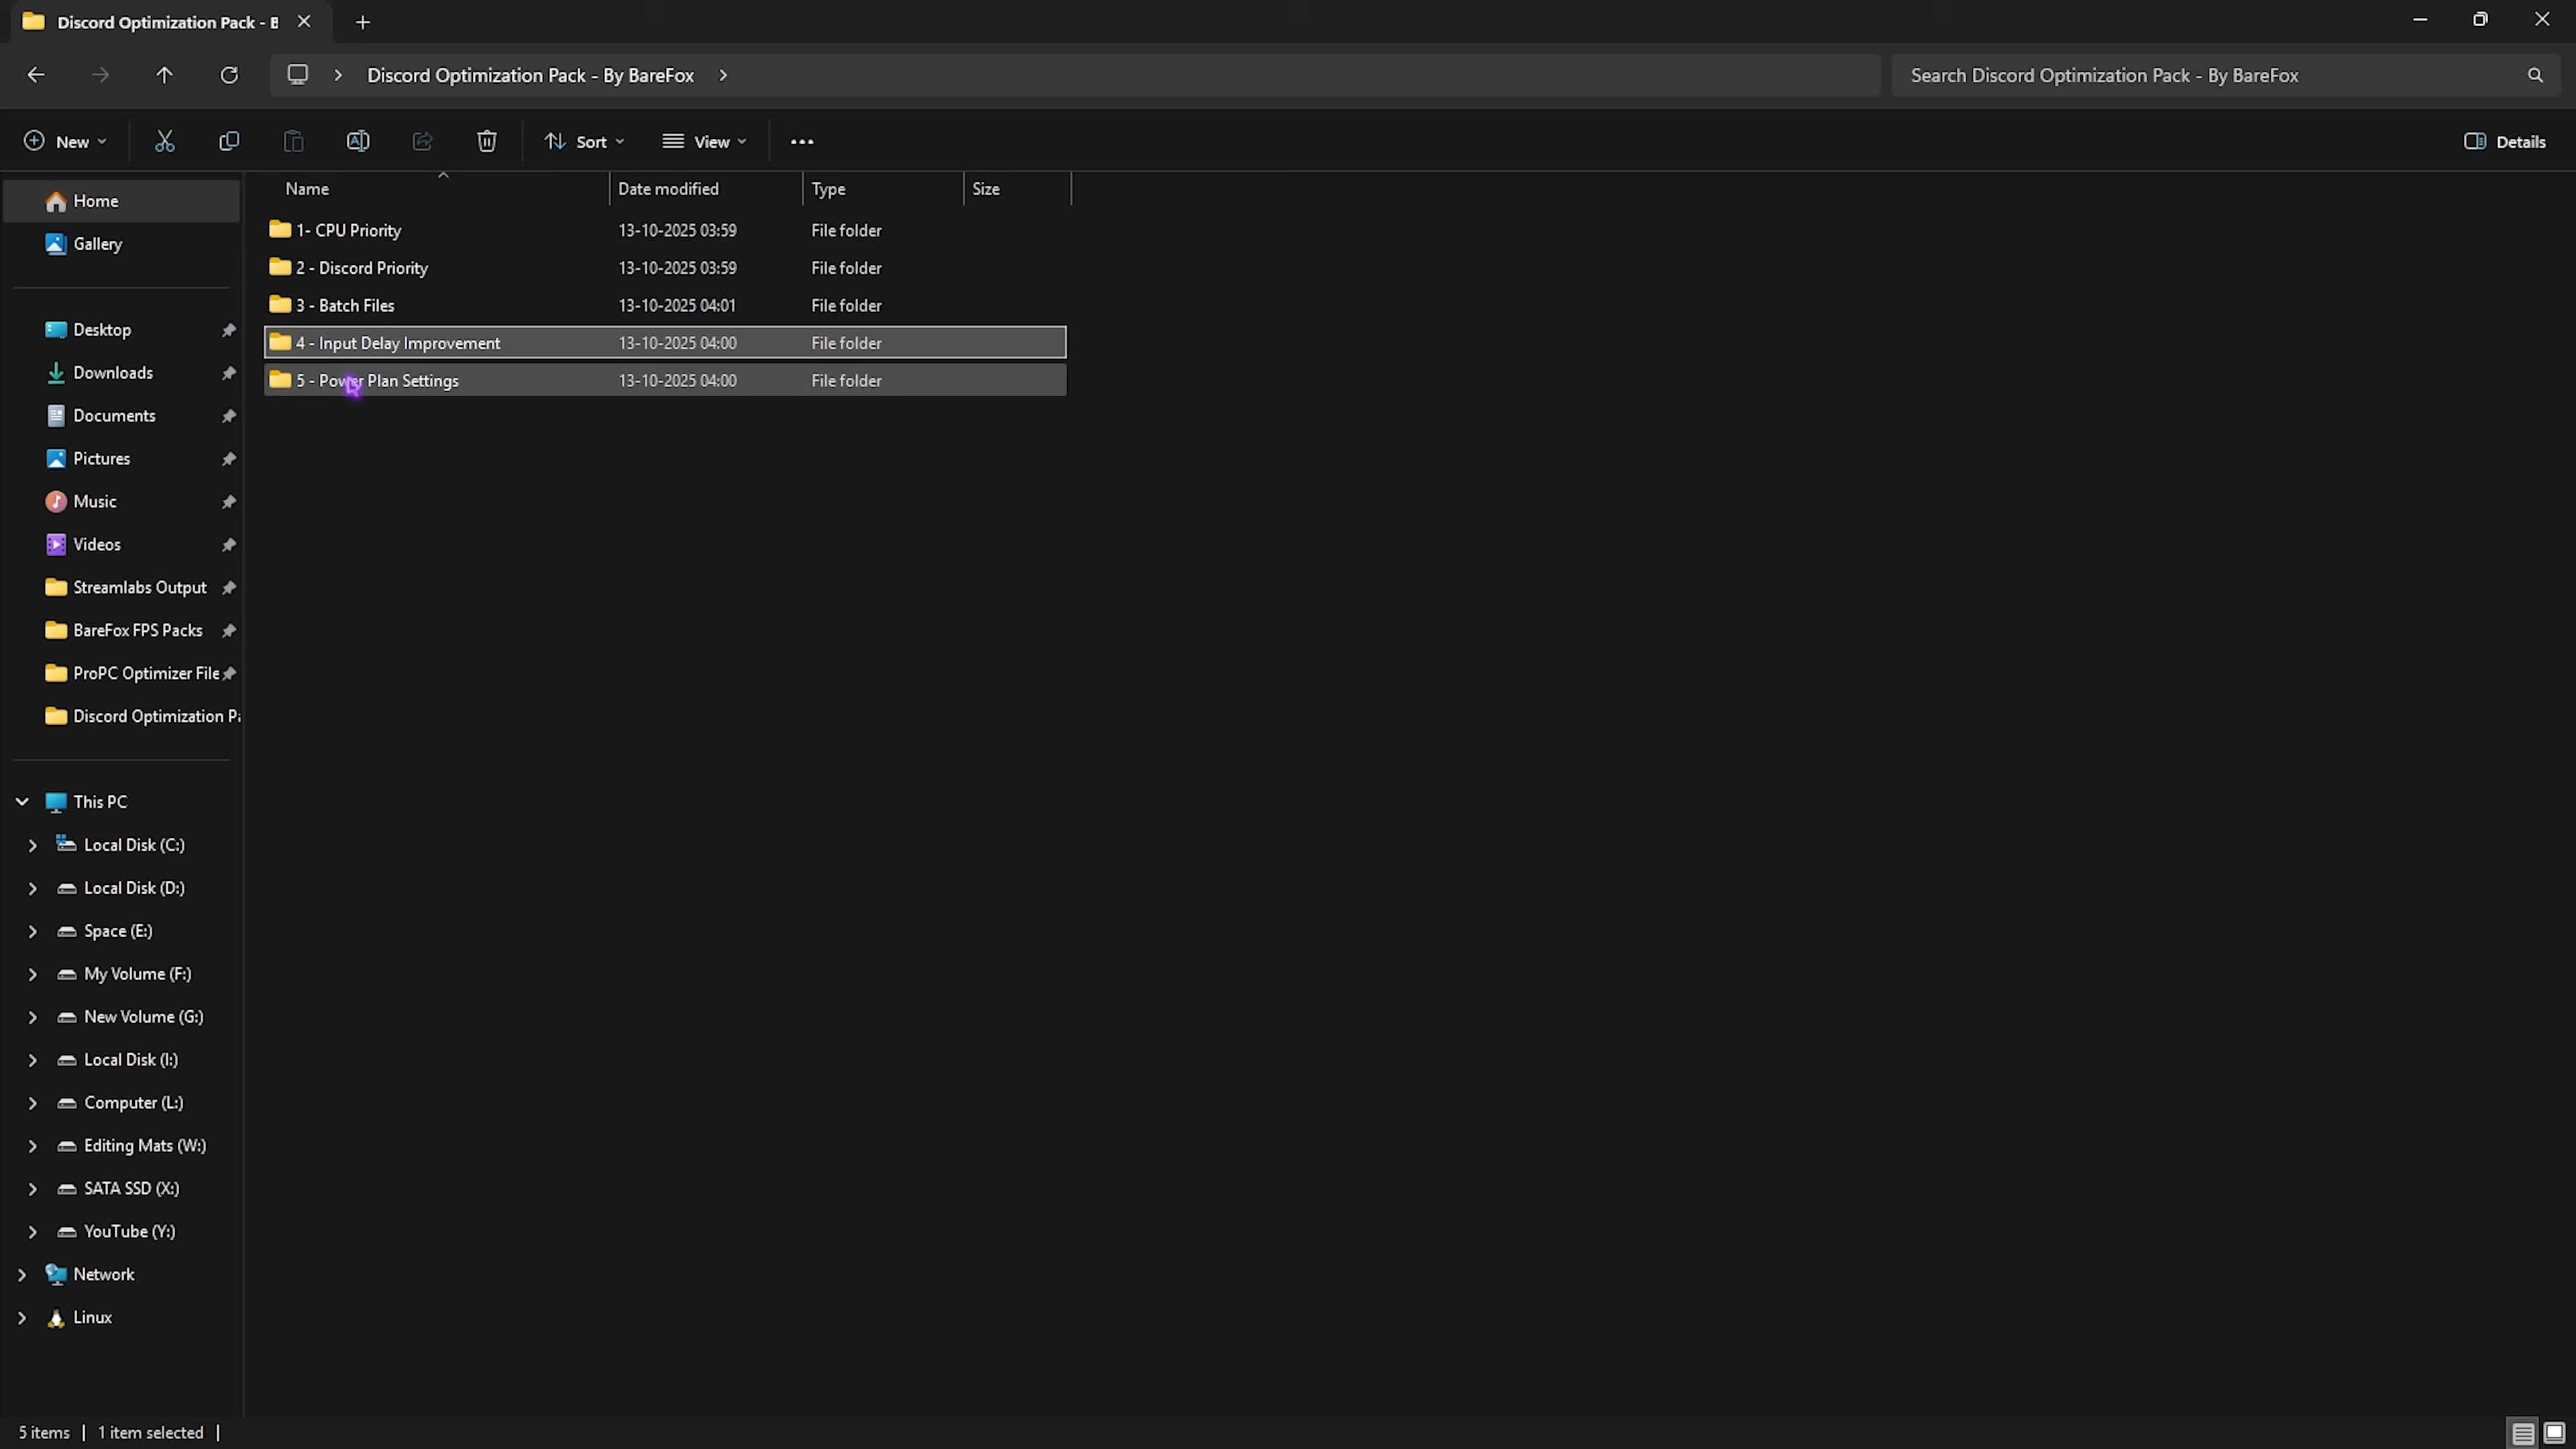 Discord Optimization Pack - B
Discord Optimization Pack - By BareFox
Search Discord Optimization Pack - By BareFox
New
Sort
View
Details
Name Date modified Type Size
1- CPU Priority 13-10-2025 03:59 File folder
2 - Discord Priority 13-10-2025 03:59 File folder
3 - Batch Files 13-10-2025 04:01 File folder
4 - Input Delay Improvement 13-10-2025 04:00 File folder
5 - Power Plan Settings 13-10-2025 04:00 File folder
Home
Gallery
Desktop
Downloads
Documents
Pictures
Music
Videos
Streamlabs Output
BareFox FPS Packs
ProPC Optimizer File
Discord Optimization Pa
This PC
Local Disk (C:)
Local Disk (D:)
Space (E:)
My Volume (F:)
New Volume (G:)
Local Disk (I:)
Computer (L:)
Editing Mats (W:)
SATA SSD (X:)
YouTube (Y:)
Network
Linux
5 items
1 item selected